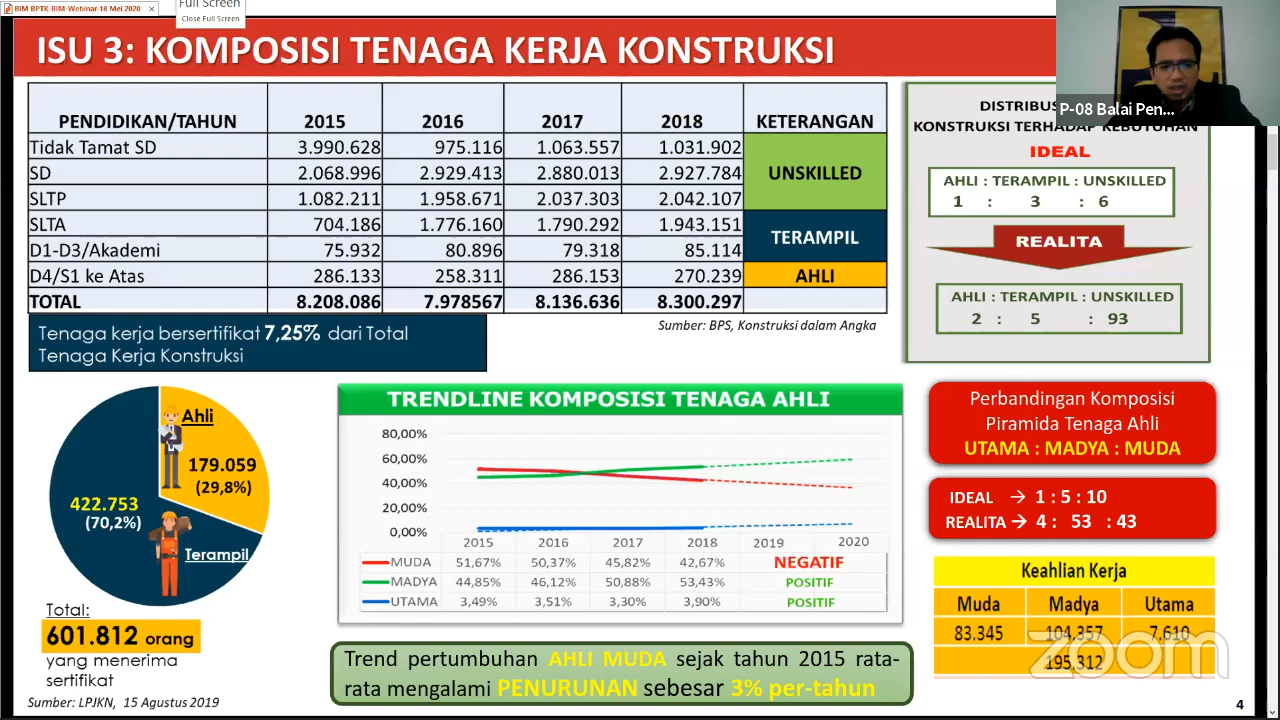 BIM BPTK-BIM-Webinar-18 Mei 2020
Full Screen
Close Full Screen
ISU 3: KOMPOSISI TENAGA KERJA KONSTRUKSI
P-08 Balai Pen...
PENDIDIKAN/TAHUN 2015 2016 2017 2018 KETERANGAN
Tidak Tamat SD 3.990.628 975.116 1.063.557 1.031.902
SD 2.068.996 2.929.413 2.880.013 2.927.784 UNSKILLED
SLTP 1.082.211 1.958.671 2.037.303 2.042.107
SLTA 704.186 1.776.160 1.790.292 1.943.151
TERAMPIL
D1-D3/Akademi 75.932 80.896 79.318 85.114
D4/S1 ke Atas 286.133 258.311 286.153 270.239 AHLI
TOTAL 8.208.086 7.978567 8.136.636 8.300.297
Sumber: BPS, Konstruksi dalam Angka
KONSTRUKSI TERHADAP KEBUTUHAN
IDEAL
AHLI : TERAMPIL : UNSKILLED
1 : 3 : 6
REALITA
AHLI : TERAMPIL : UNSKILLED
2 : 5 : 93
Tenaga kerja bersertifikat 7,25% dari Total
Tenaga Kerja Konstruksi
Ahli
179.059
(29,8%)
422.753
(70,2%)
Terampil
Total:
601.812 orang
yang menerima
sertifikat
Sumber: LPJKN, 15 Agustus 2019
TRENDLINE KOMPOSISI TENAGA AHLI
80,00%
60,00%
40,00%
20,00%
0,00%
2015 2016 2017 2018 2019 2020
MUDA 51,67% 50,37% 45,82% 42,67% NEGATIF
MADYA 44,85% 46,12% 50,88% 53,43% POSITIF
UTAMA 3,49% 3,51% 3,30% 3,90% POSITIF
Trend pertumbuhan AHLI MUDA sejak tahun 2015 rata-
rata mengalami PENURUNAN sebesar 3% per-tahun
Perbandingan Komposisi
Piramida Tenaga Ahli
UTAMA : MADYA : MUDA
IDEAL → 1 : 5 : 10
REALITA → 4 : 53 : 43
Keahlian Kerja
Muda Madya Utama
83.345 104,357 7,610
195,312
zoom
4